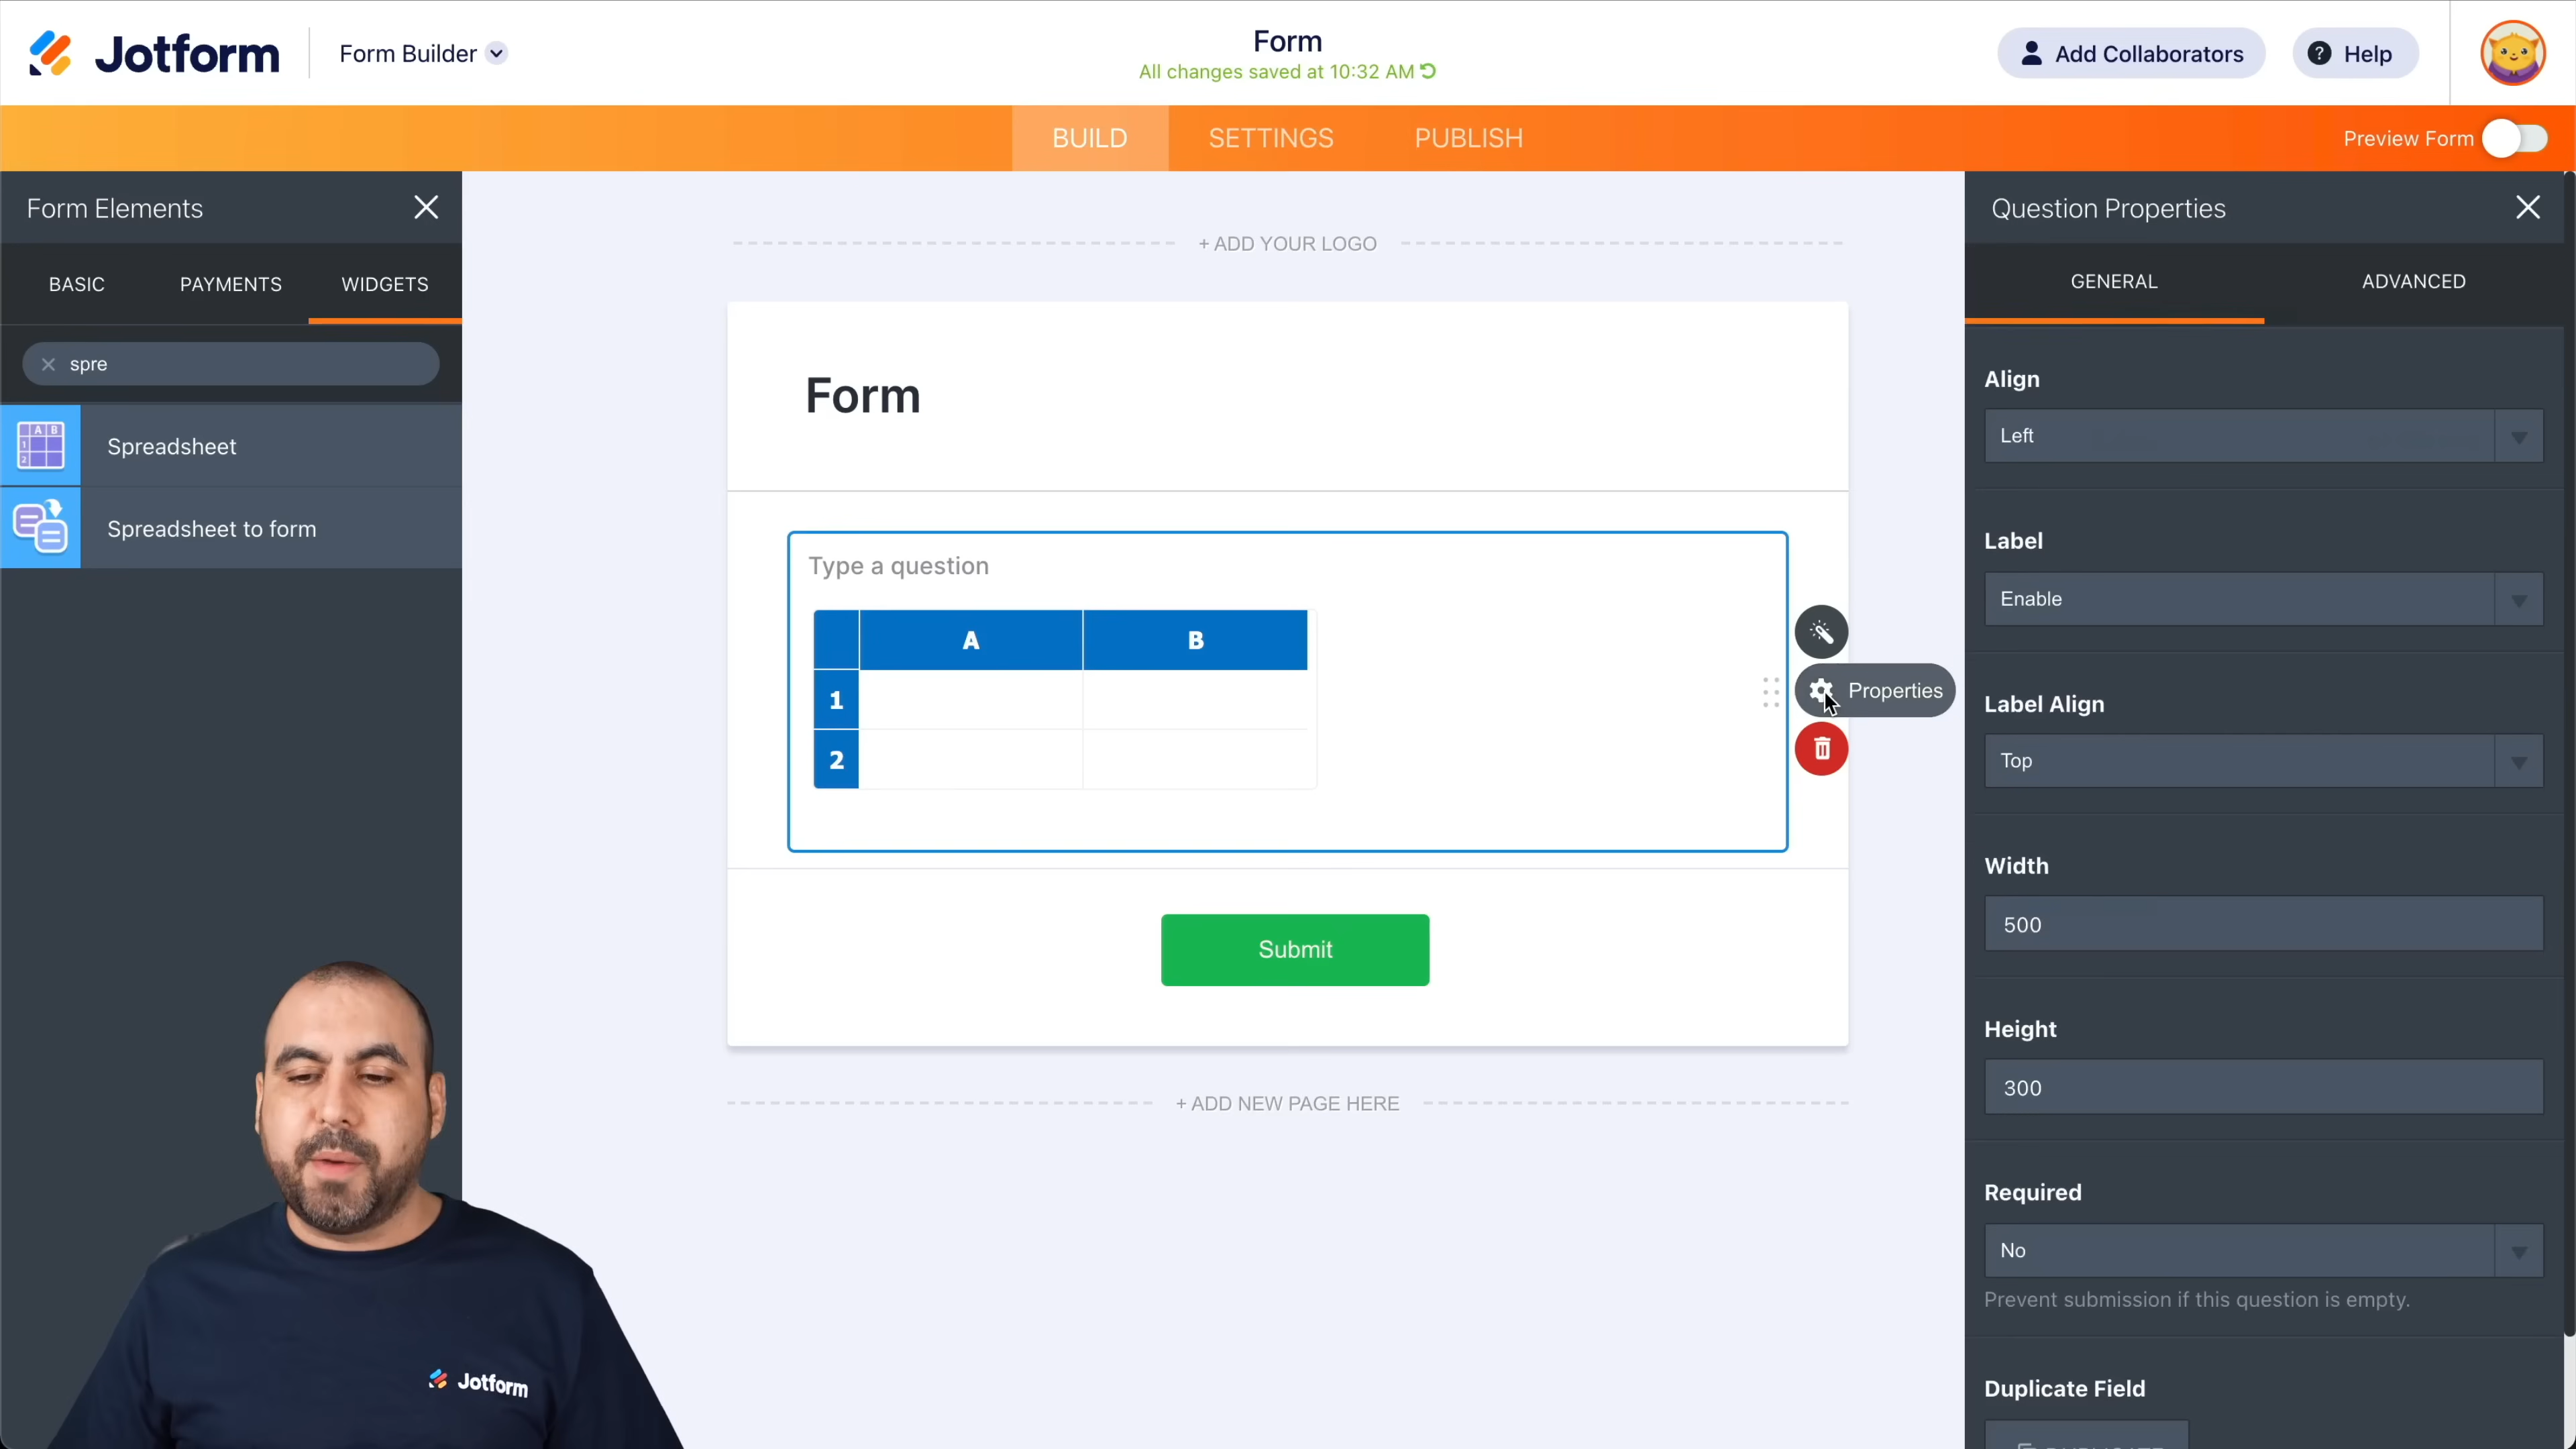 Jotform
Form Builder
Form
All changes saved at 10:32 AM
Add Collaborators
? Help
BUILD
SETTINGS
PUBLISH
Preview Form
Form Elements
BASIC
PAYMENTS
WIDGETS
spre
A B
1
2
Spreadsheet
Spreadsheet to form
+ ADD YOUR LOGO
Form
Type a question
A
B
1
2
Properties
Submit
+ ADD NEW PAGE HERE
Question Properties
GENERAL
ADVANCED
Align
Left
Label
Enable
Label Align
Top
Width
500
Height
300
Required
No
Prevent submission if this question is empty.
Duplicate Field
Jotform